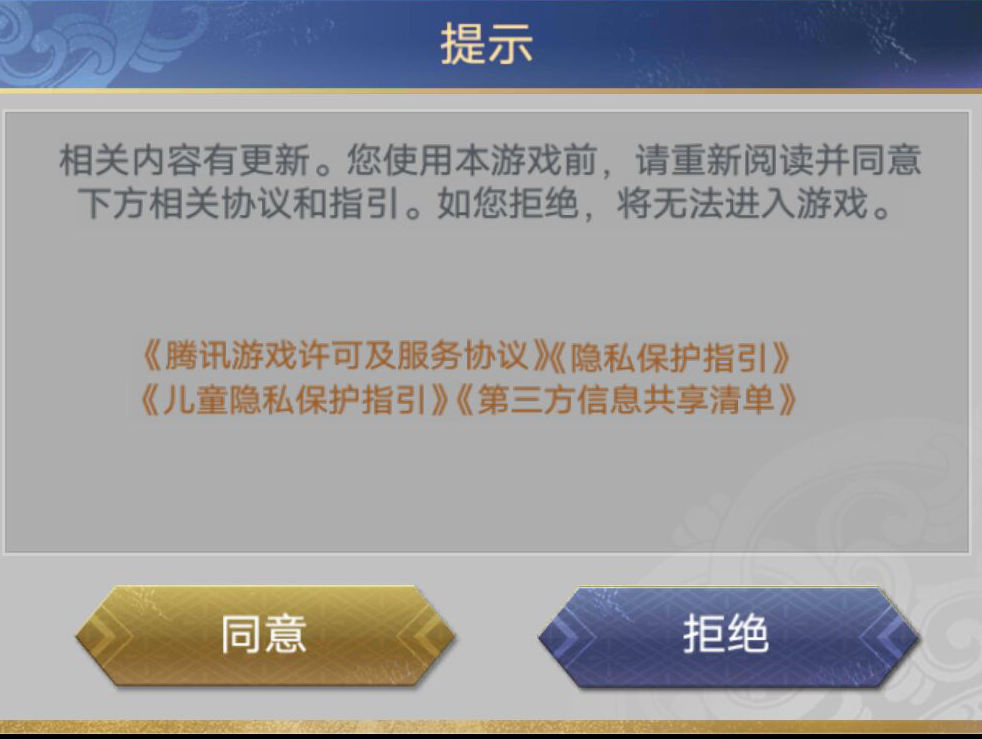 提示
相关内容有更新。您使用本游戏前，请重新阅读并同意
下方相关协议和指引。如您拒绝，将无法进入游戏。
《腾讯游戏许可及服务协议》《隐私保护指引》
《儿童隐私保护指引》《第三方信息共享清单》
同意
拒绝